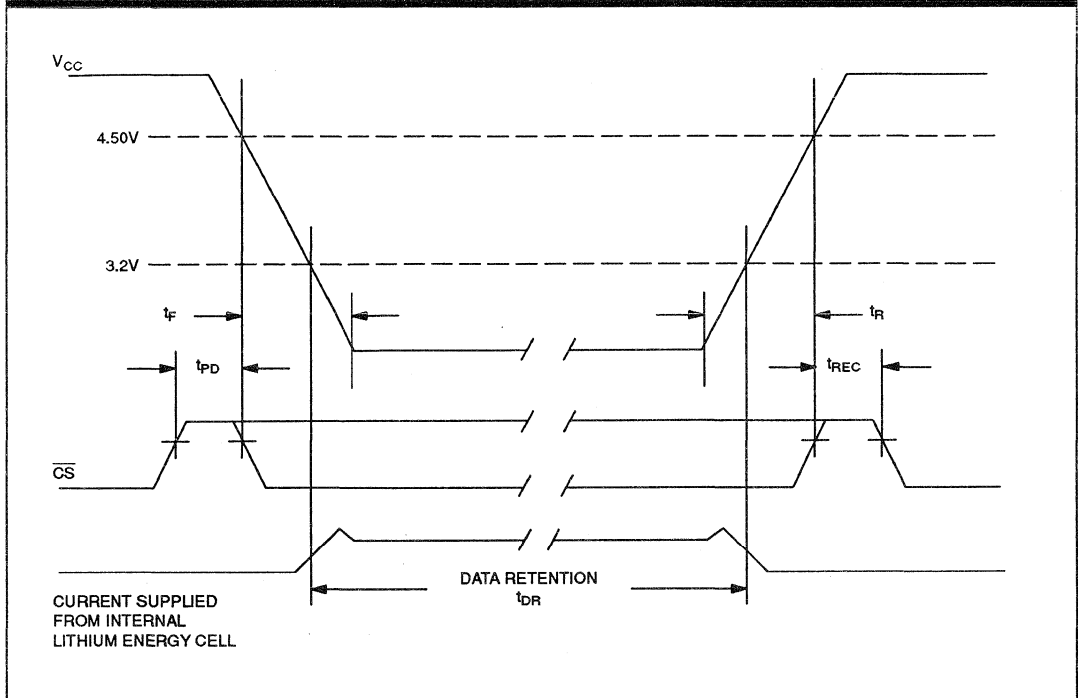 VCC
4.50V
3.2V
tF
tR
tPD
tREC
CS
DATA RETENTION
tDR
CURRENT SUPPLIED
FROM INTERNAL
LITHIUM ENERGY CELL